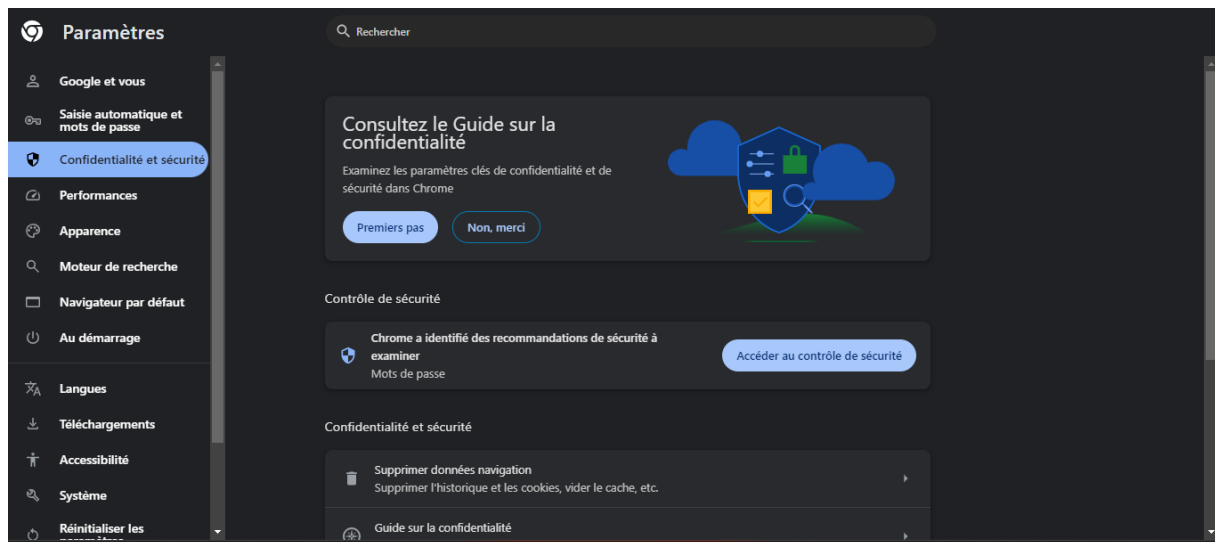 Paramètres
Rechercher
Google et vous
Saisie automatique et
mots de passe
Confidentialité et sécurité
Performances
Apparence
Moteur de recherche
Navigateur par défaut
Au démarrage
Langues
Téléchargements
Accessibilité
Système
Réinitialiser les
paramètres
Consultez le Guide sur la
confidentialité
Examinez les paramètres clés de confidentialité et de
sécurité dans Chrome
Premiers pas
Non, merci
Contrôle de sécurité
Chrome a identifié des recommandations de sécurité à
examiner
Mots de passe
Accéder au contrôle de sécurité
Confidentialité et sécurité
Supprimer données navigation
Supprimer l'historique et les cookies, vider le cache, etc.
Guide sur la confidentialité